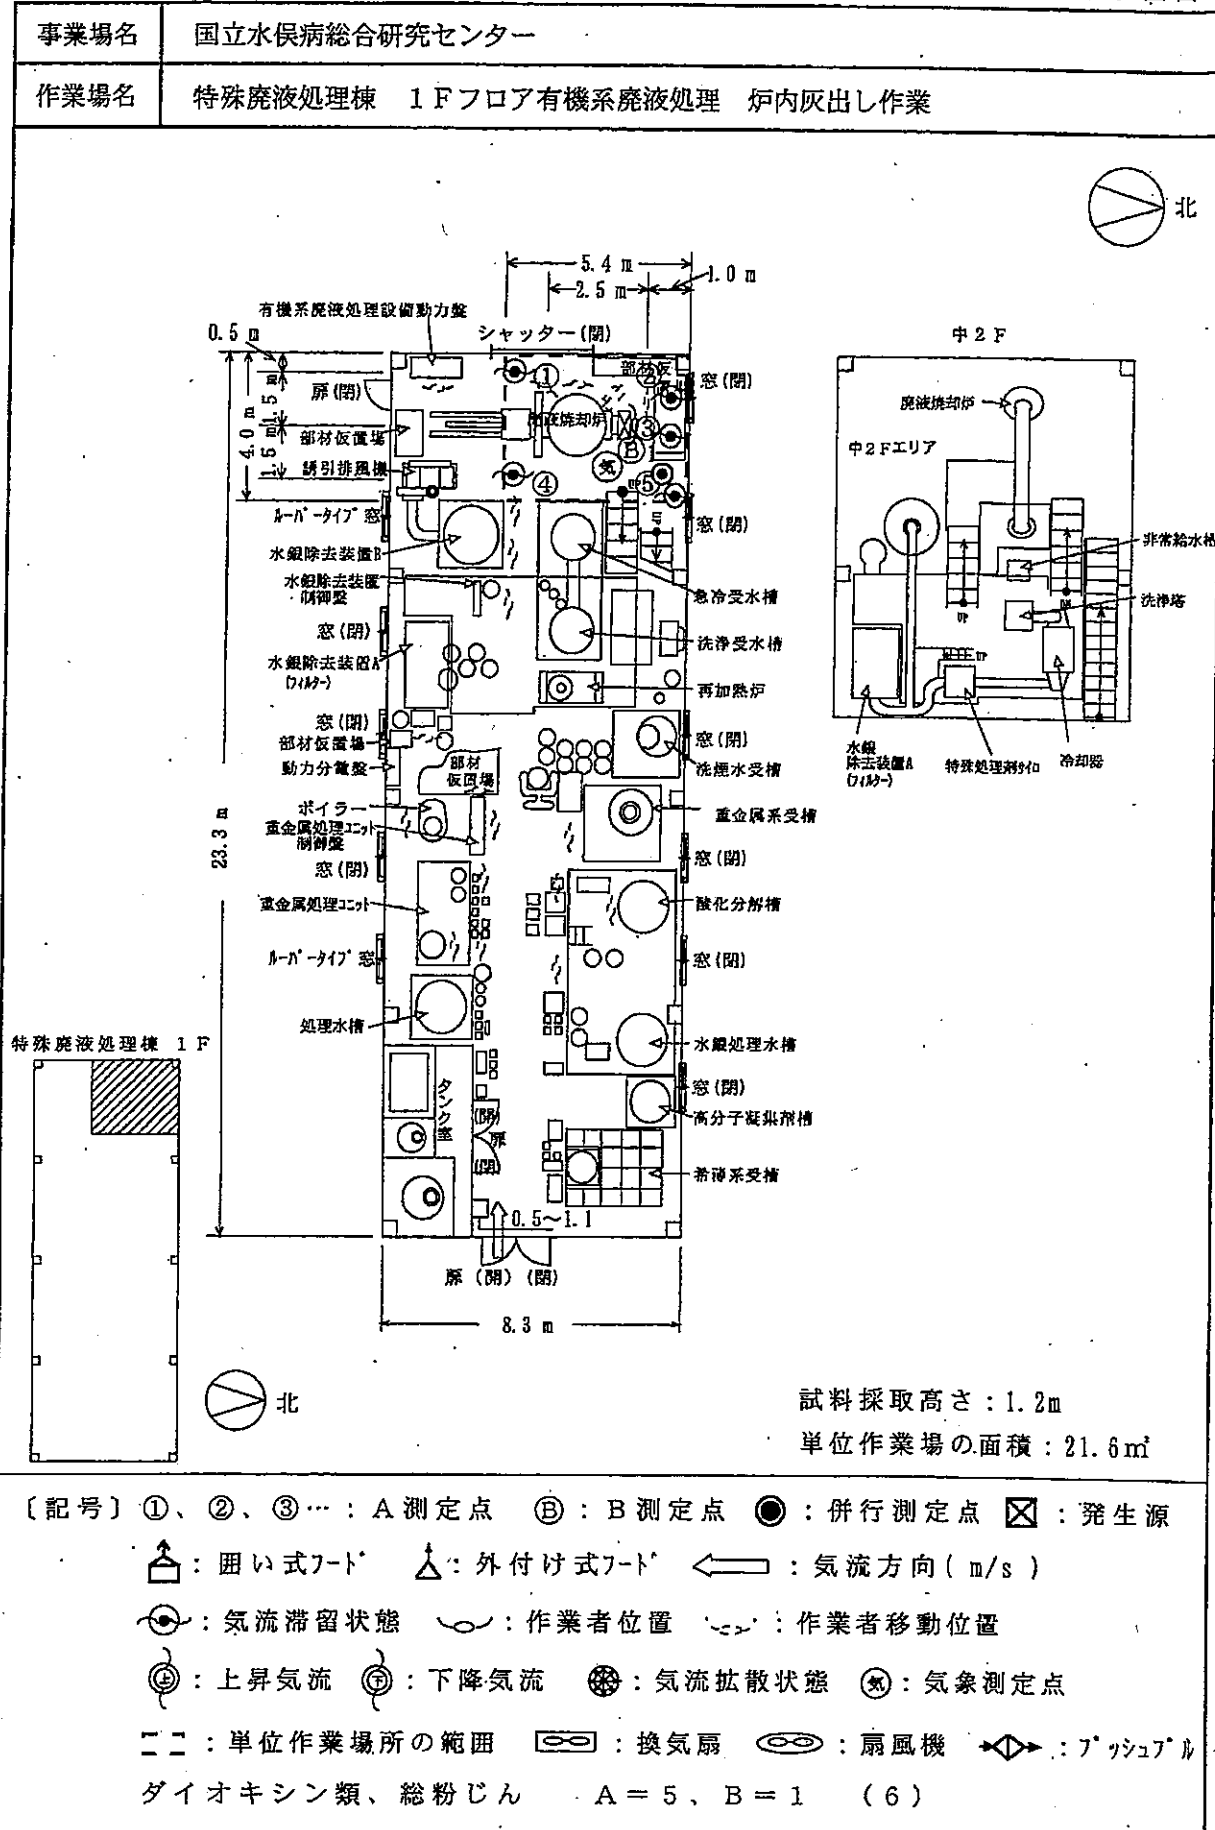 事業場名 国立水俣病総合研究センター
作業場名 特殊廃液処理棟 1Fフロア有機系廃液処理 炉内灰出し作業
北
5.4 m
1.0 m
2.5 m
有機系廃液処理設備動力盤
0.5 m
シャッター(閉)
中2F
① 部材仮 ②
窓(閉)
扉(閉)
1.5 m
4.0 m
廃液焼却炉
③
部材仮置場
B
中2Fエリア
1.5 m
誘引排風機
気
④
⑤
UP
ルーバータイプ窓
窓(閉)
UP
水銀除去装置B
非常給水槽
水銀除去装置
制御盤
急冷受水槽
洗浄塔
UP
窓(閉)
洗浄受水槽
水銀除去装置A
(フィルター)
UP
再加熱炉
窓(閉)
部材仮置場
窓(閉)
動力分電盤
部材
仮置場
洗煙水受槽
水銀
除去装置A
(フィルター)
特殊処理剤サイロ
冷却器
ボイラー
重金属系受槽
重金属処理ユニット
制御盤
23.3 m
窓(閉)
窓(閉)
重金属処理ユニット
酸化分解槽
ルーバータイプ窓
窓(閉)
処理水槽
特殊廃液処理棟 1F
水銀処理水槽
タンク室
窓(閉)
(開)
扉
(閉)
高分子凝集剤槽
希薄系受槽
0.5~1.1
扉(開)(閉)
8.3 m
北
試料採取高さ:1.2m
単位作業場の面積:21.6㎡
〔記号〕①、②、③…:A測定点 Ⓑ:B測定点 :併行測定点 :発生源
:囲い式フード :外付け式フード :気流方向(m/s)
:気流滞留状態 :作業者位置 :作業者移動位置
上:上昇気流 下:下降気流 :気流拡散状態 気:気象測定点
:単位作業場所の範囲 :換気扇 :扇風機 :プッシュプル
ダイオキシン類、総粉じん A=5、B=1 (6)